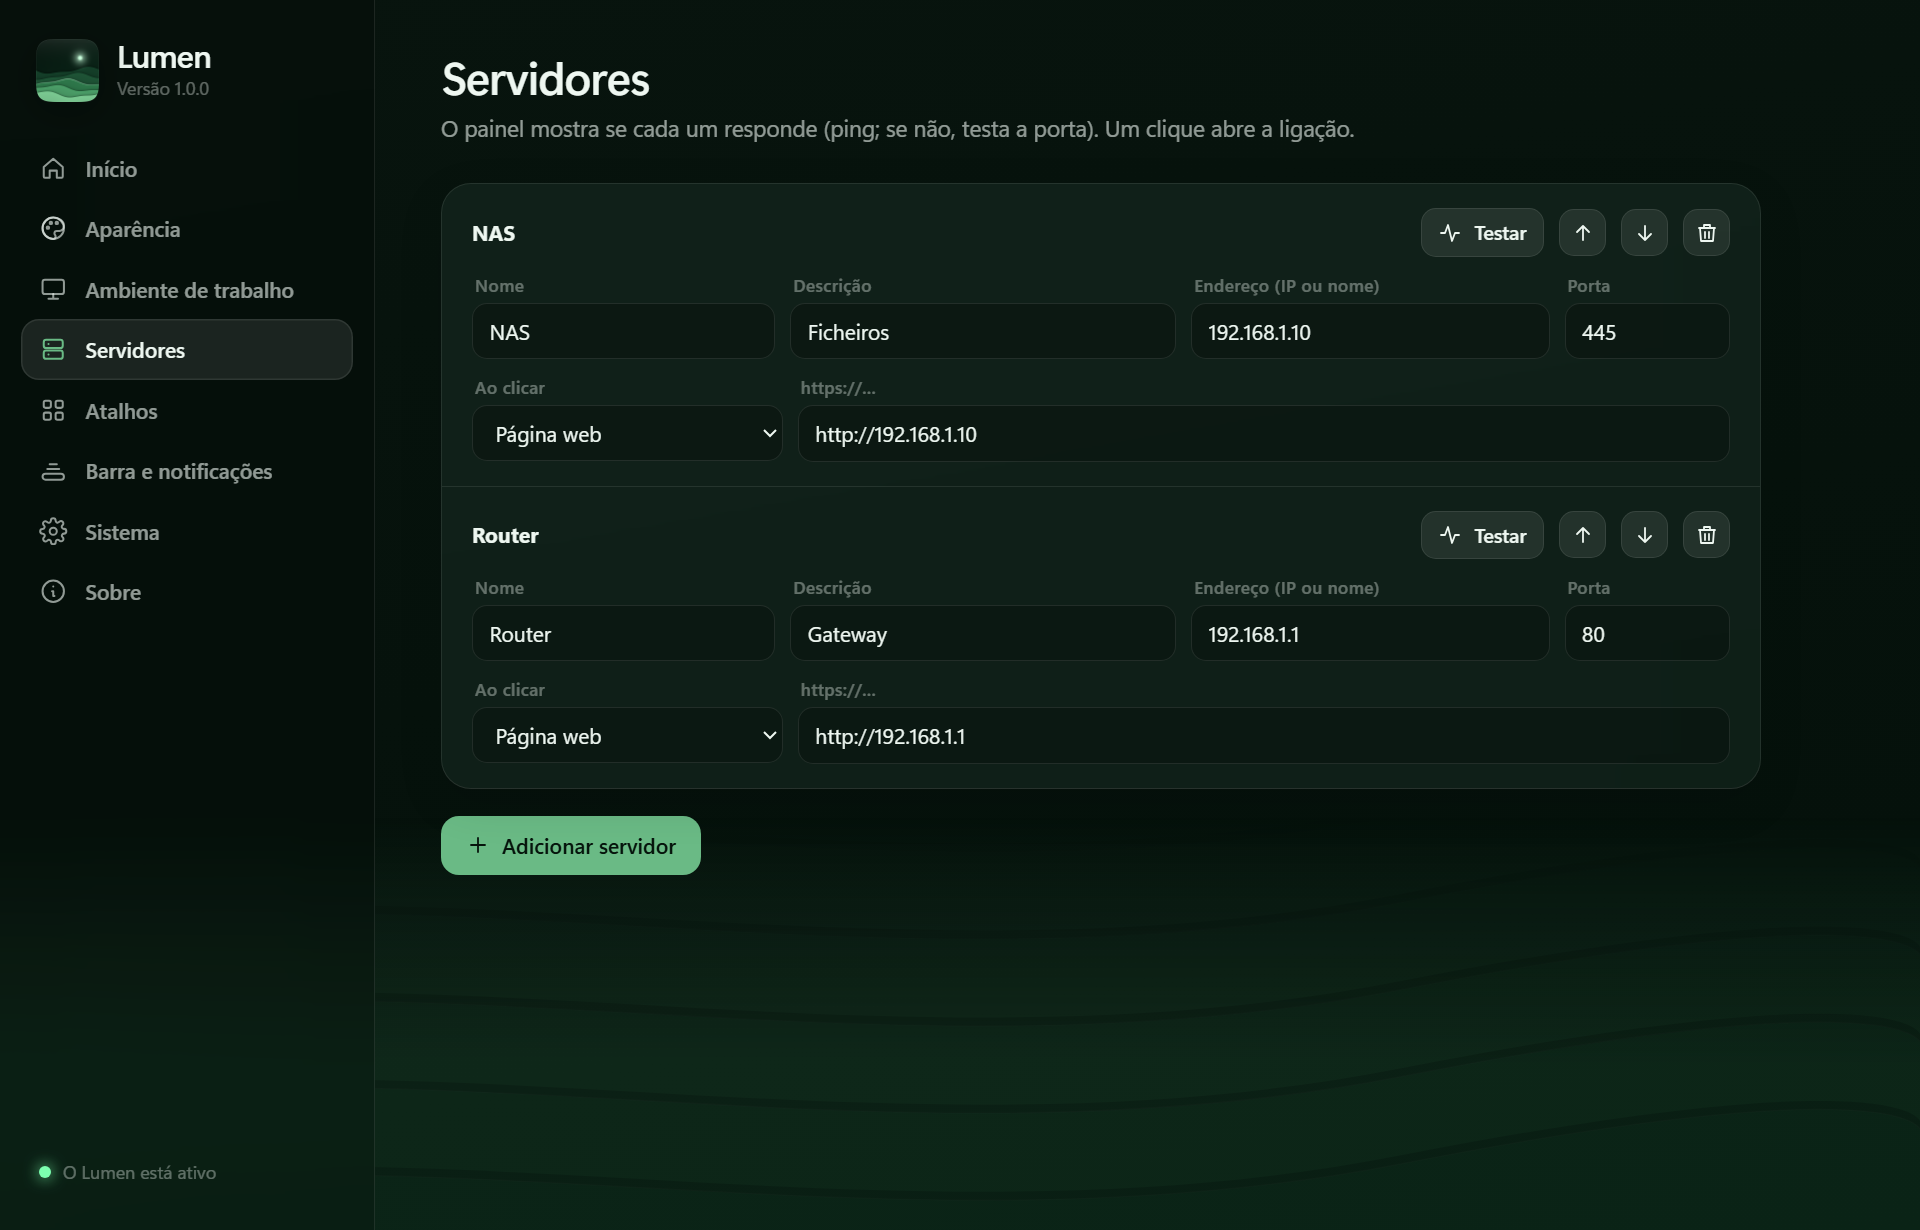 Lumen
Versão 1.0.0
Início
Aparência
Ambiente de trabalho
Servidores
Atalhos
Barra e notificações
Sistema
Sobre
O Lumen está ativo
Servidores
O painel mostra se cada um responde (ping; se não, testa a porta). Um clique abre a ligação.
NAS
Testar
Nome Descrição Endereço (IP ou nome) Porta
NAS Ficheiros 192.168.1.10 445
Ao clicar https://...
Página web http://192.168.1.10
Router
Testar
Nome Descrição Endereço (IP ou nome) Porta
Router Gateway 192.168.1.1 80
Ao clicar https://...
Página web http://192.168.1.1
Adicionar servidor